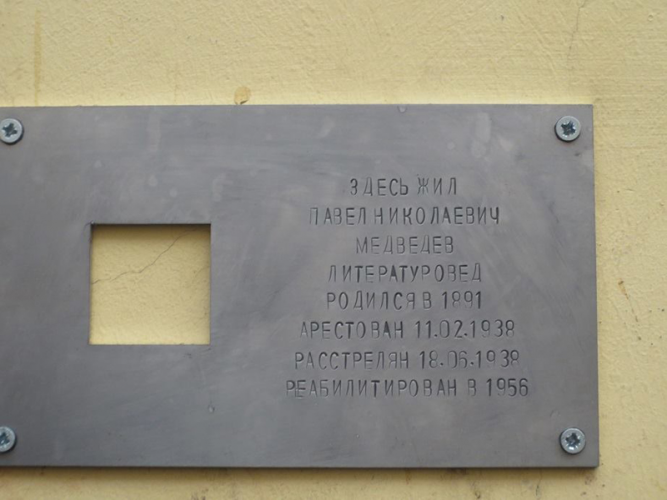 ЗДЕСЬ ЖИЛ
ПАВЕЛ НИКОЛАЕВИЧ
МЕДВЕДЕВ
ЛИТЕРАТУРОВЕД
РОДИЛСЯ В 1891
АРЕСТОВАН 11.02.1938
РАССТРЕЛЯН 18.06.1938
РЕАБИЛИТИРОВАН В 1956